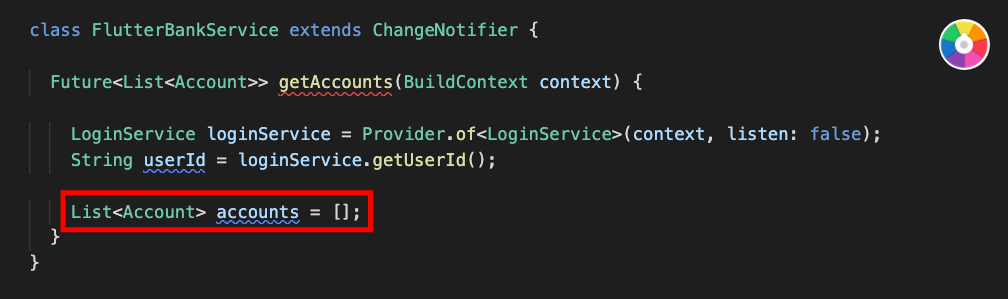 class FlutterBankService extends ChangeNotifier {
Future<List<Account>> getAccounts(BuildContext context) {
LoginService loginService = Provider.of<LoginService>(context, listen: false);
String userId = loginService.getUserId();
List<Account> accounts = [];
}
}